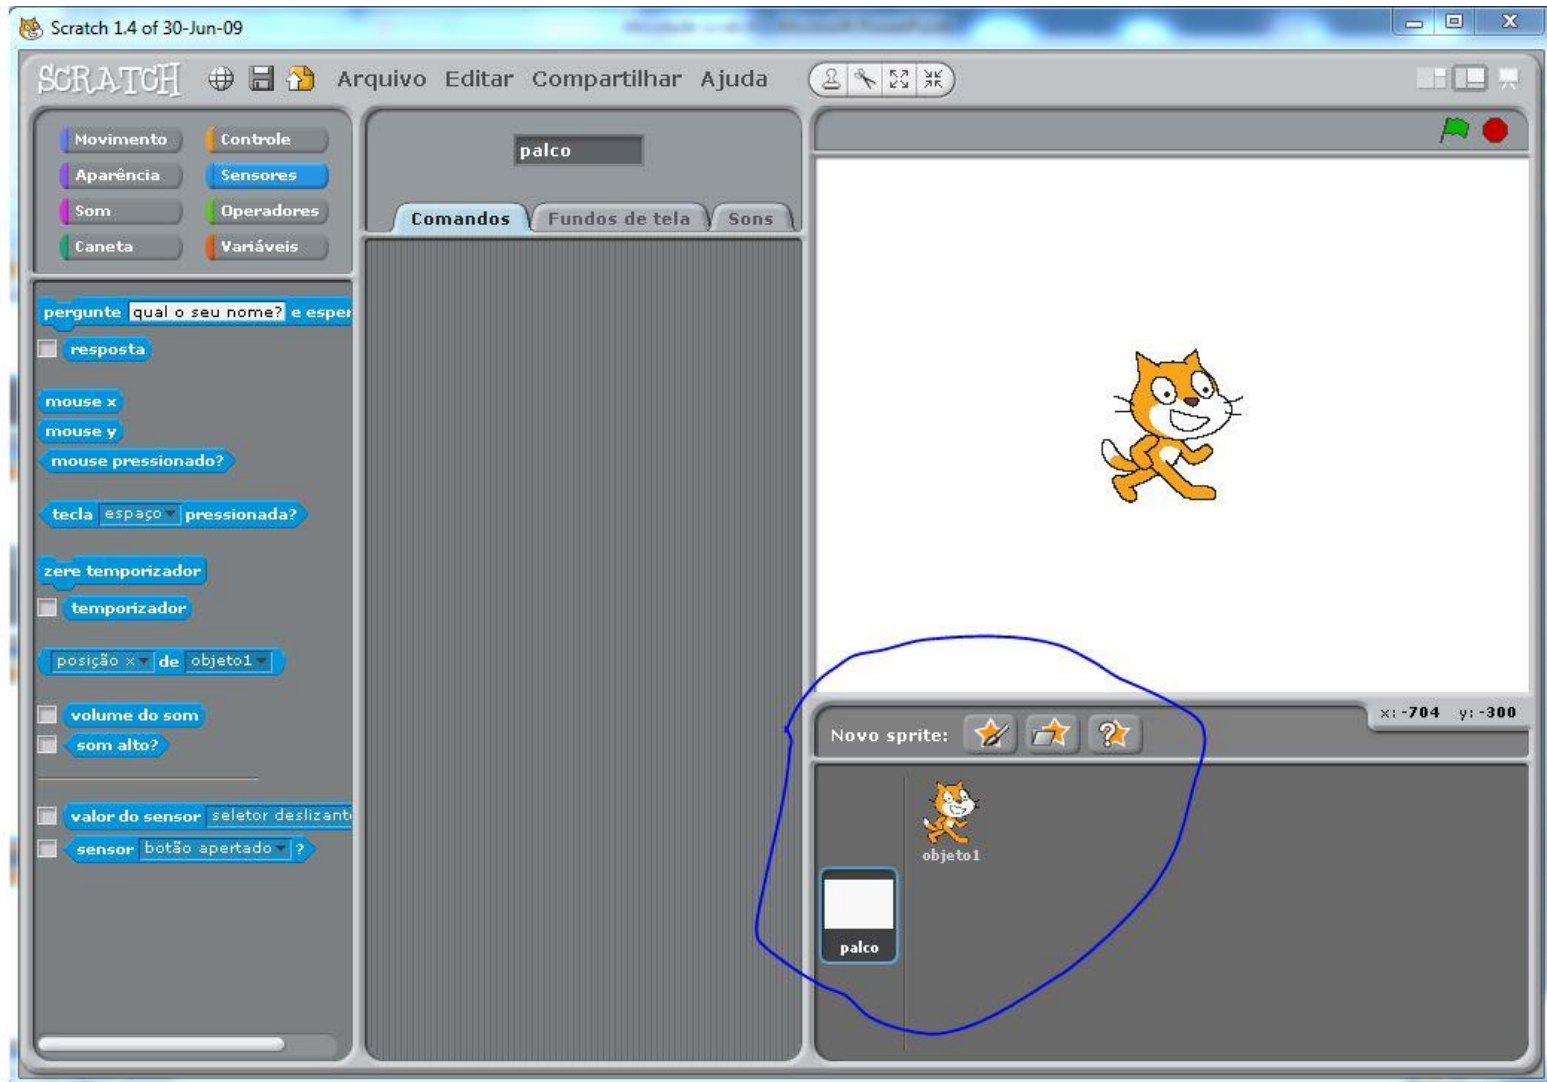 Scratch 1.4 of 30-Jun-09
SCRATCH Arquivo Editar Compartilhar Ajuda
Movimento Controle
Aparência Sensores
Som Operadores
Caneta Variáveis
palco
Comandos Fundos de tela Sons
pergunte qual o seu nome? e esper
resposta
mouse x
mouse y
mouse pressionado?
tecla espaço pressionada?
zere temporizador
temporizador
posição x de objeto1
volume do som
som alto?
valor do sensor seletor deslizant
sensor botão apertado ?
x: -704 y: -300
Novo sprite:
objeto1
palco